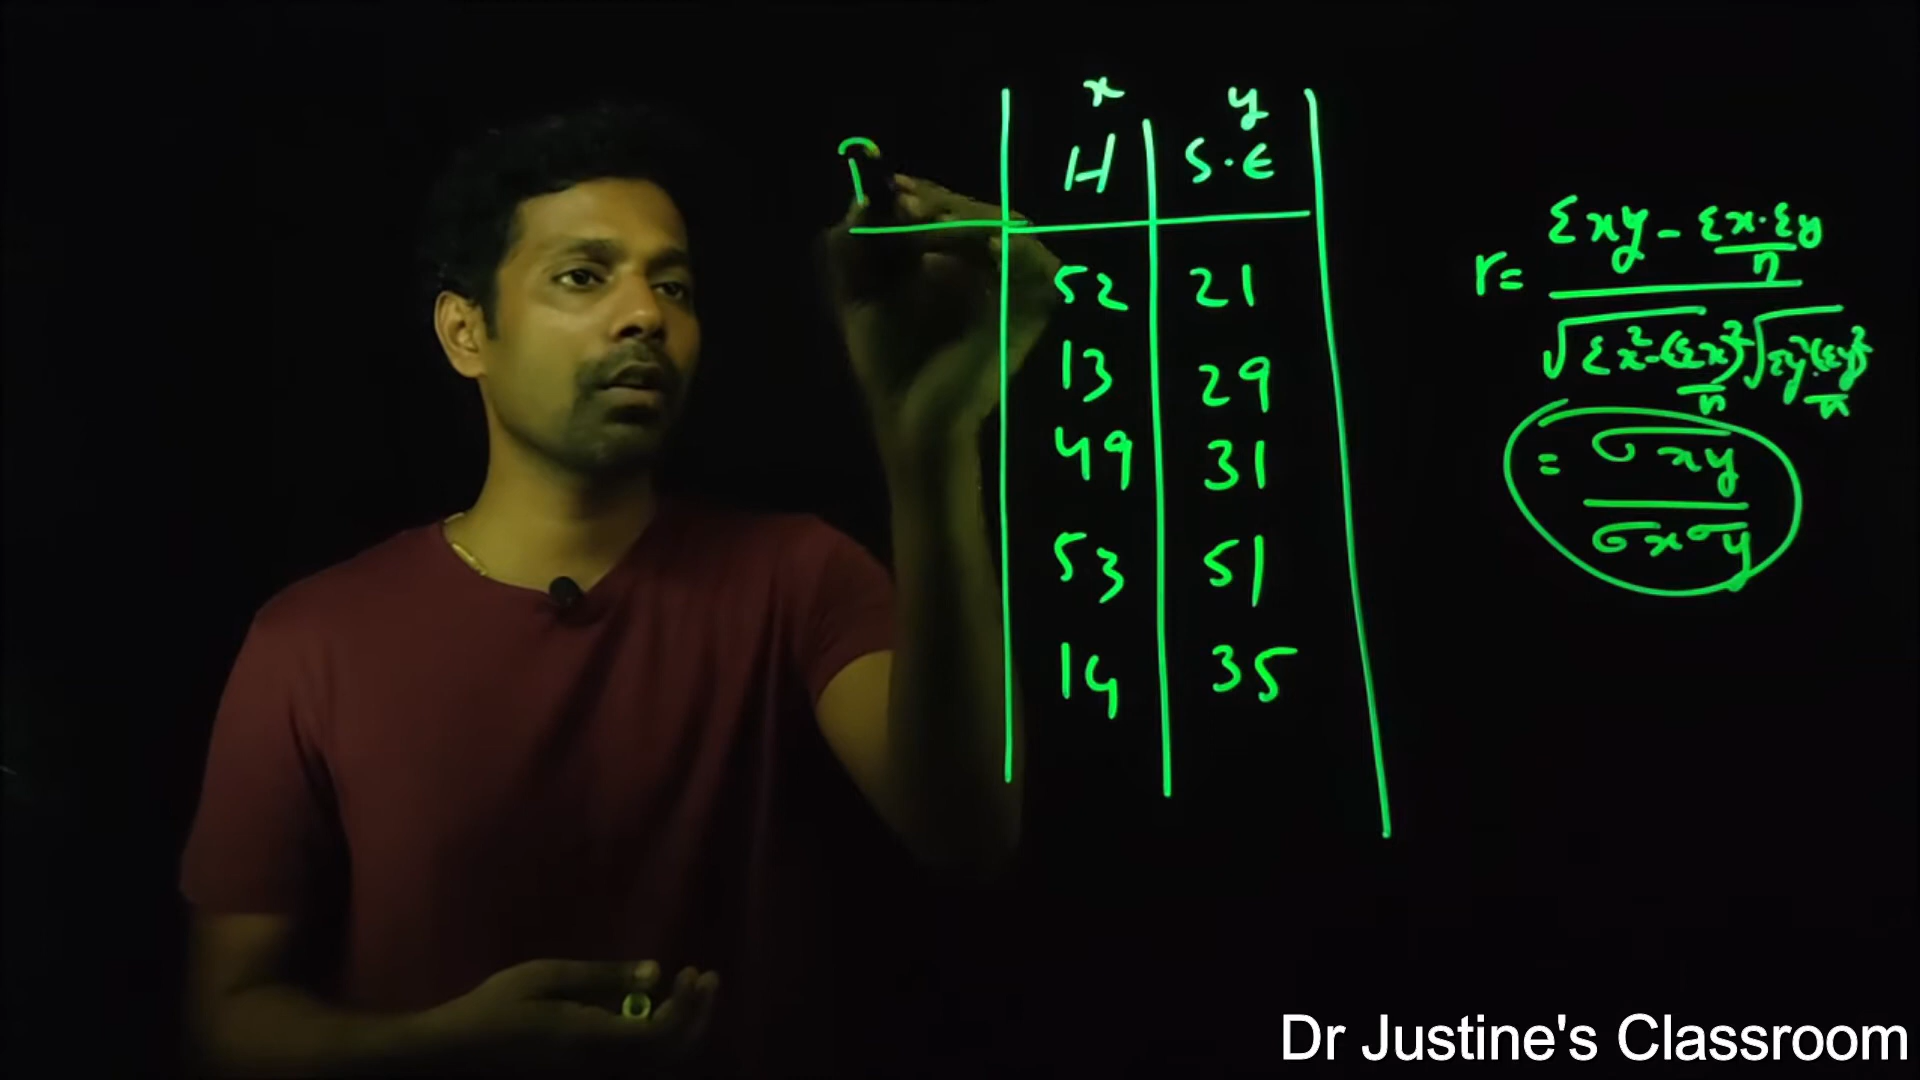 x y
H S.E
52 21
13 29
49 31
53 51
14 35
r = Σxy - Σx·Σy/n
√Σx²-(Σx)²/n √Σy²-(Σy)²/n
= σxy
σxσy
Dr Justine's Classroom